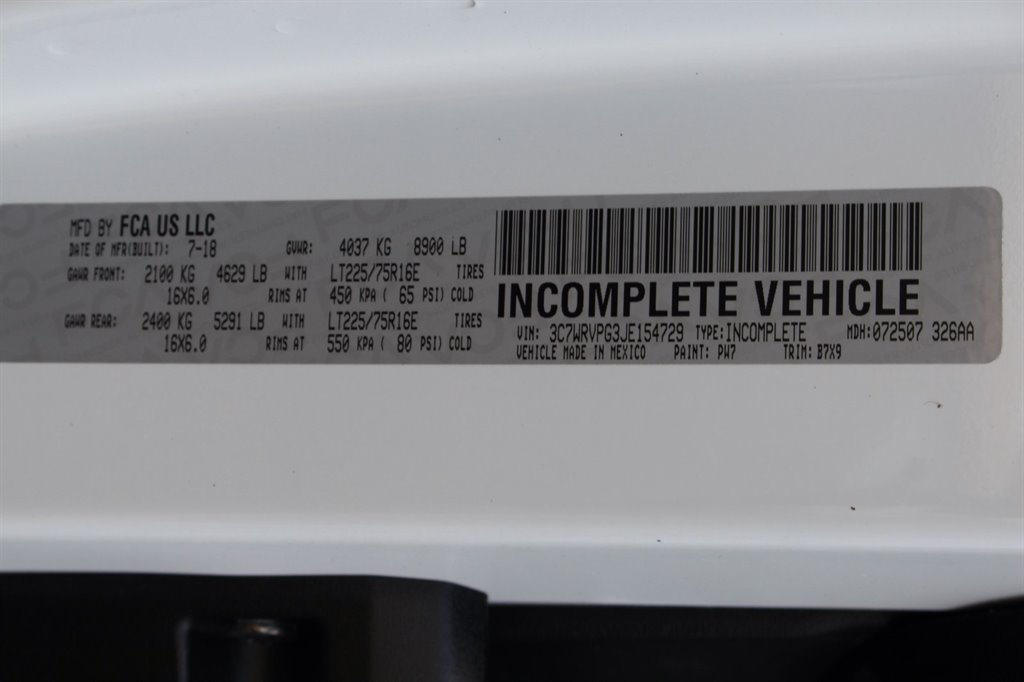 MFD BY FCA US LLC
DATE OF MFR(BUILT): 7-18 GVWR: 4037 KG 8900 LB
GAWR FRONT: 2100 KG 4629 LB WITH LT225/75R16E TIRES
16X6.0 RIMS AT 450 KPA ( 65 PSI) COLD
GAWR REAR: 2400 KG 5291 LB WITH LT225/75R16E TIRES
16X6.0 RIMS AT 550 KPA ( 80 PSI) COLD
INCOMPLETE VEHICLE
VIN: 3C7WRVPG3JE154729 TYPE:INCOMPLETE MDH:072507 326AA
VEHICLE MADE IN MEXICO PAINT: PW7 TRIM: B7X9